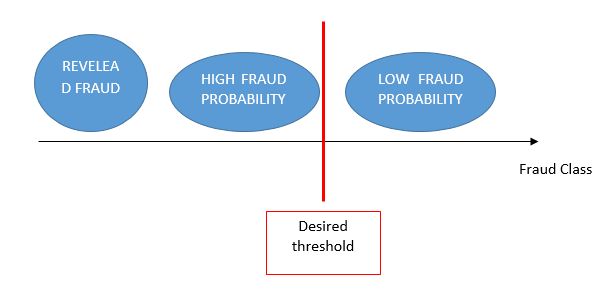 REVELEA
D FRAUD
HIGH FRAUD
PROBABILITY
LOW FRAUD
PROBABILITY
Fraud Class
Desired
threshold